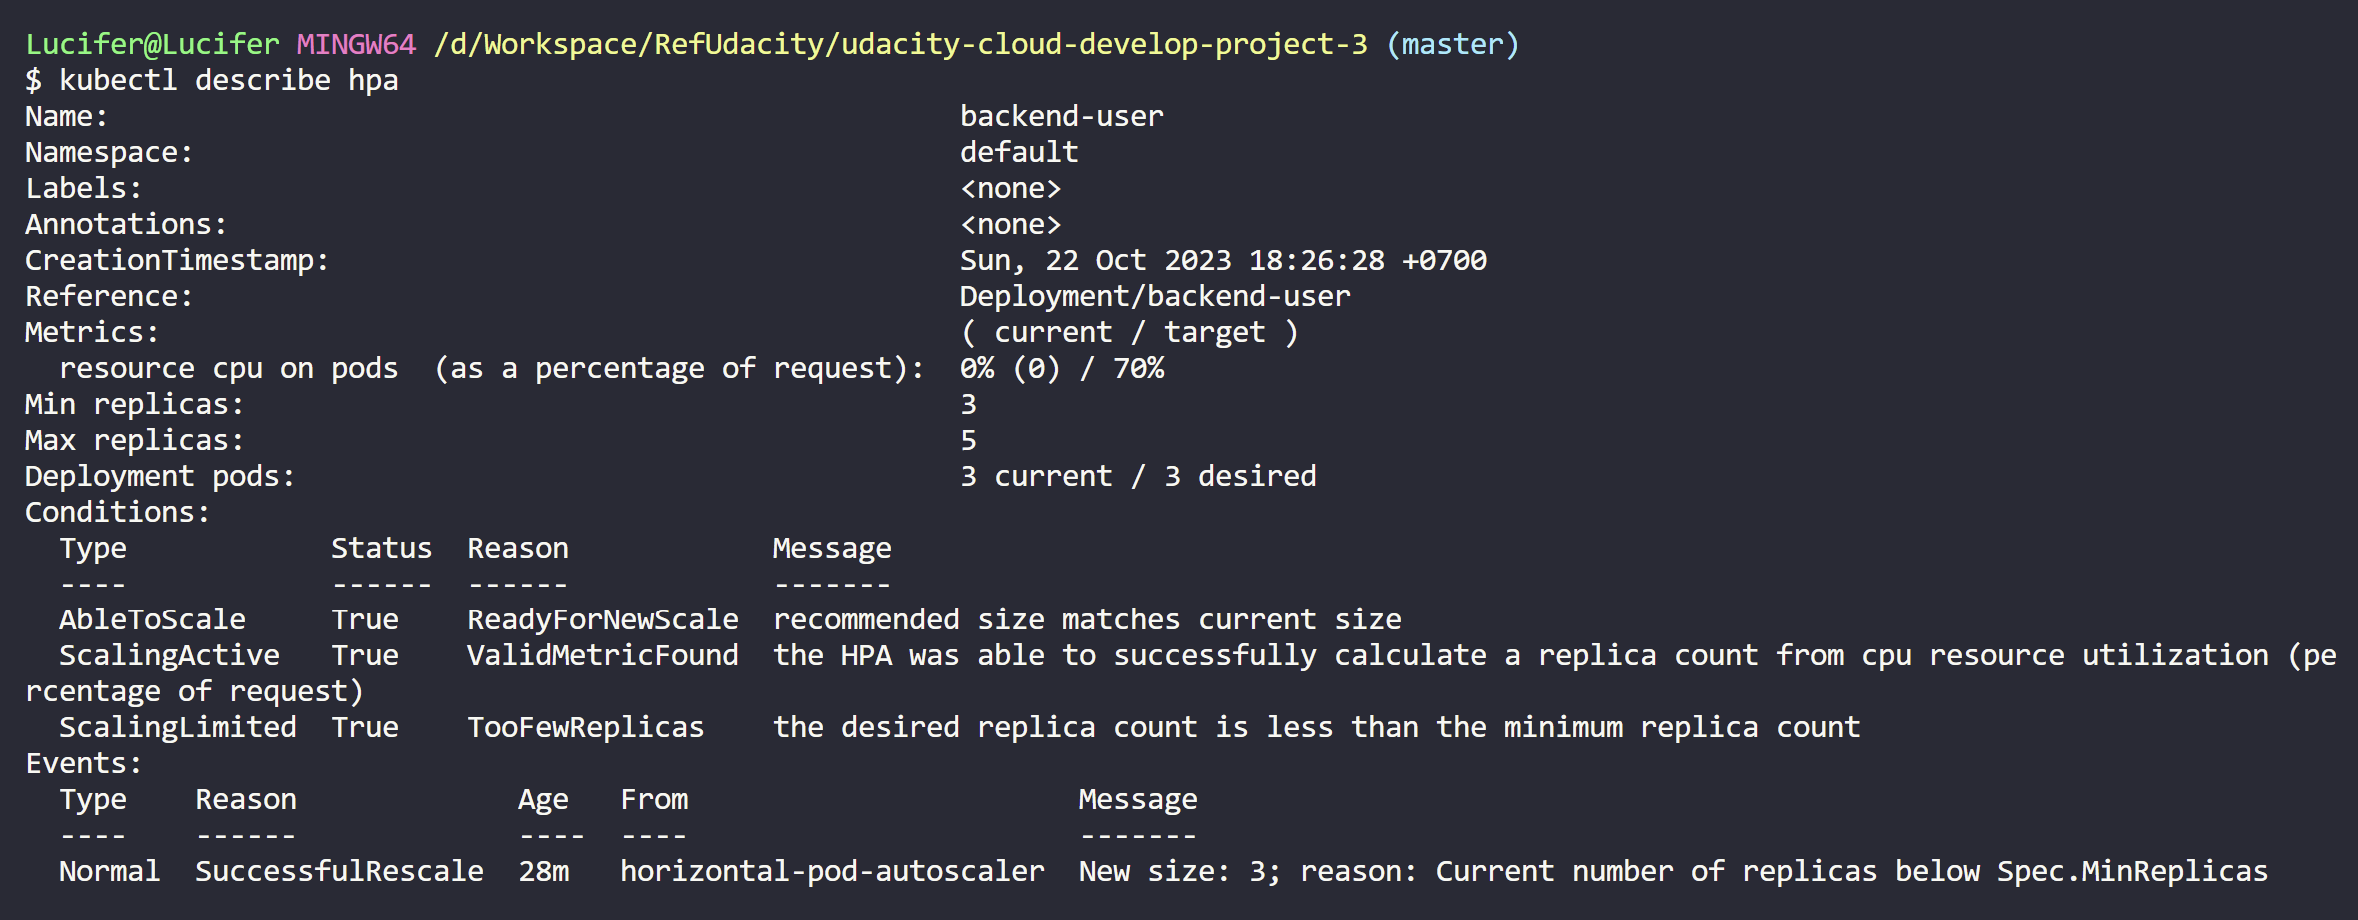 Lucifer@Lucifer MINGW64 /d/Workspace/RefUdacity/udacity-cloud-develop-project-3 (master)
$ kubectl describe hpa
Name:                                                  backend-user
Namespace:                                             default
Labels:                                                <none>
Annotations:                                           <none>
CreationTimestamp:                                     Sun, 22 Oct 2023 18:26:28 +0700
Reference:                                             Deployment/backend-user
Metrics:                                               ( current / target )
  resource cpu on pods  (as a percentage of request):  0% (0) / 70%
Min replicas:                                          3
Max replicas:                                          5
Deployment pods:                                       3 current / 3 desired
Conditions:
  Type            Status  Reason            Message
  ----            ------  ------            -------
  AbleToScale     True    ReadyForNewScale  recommended size matches current size
  ScalingActive   True    ValidMetricFound  the HPA was able to successfully calculate a replica count from cpu resource utilization (pe
rcentage of request)
  ScalingLimited  True    TooFewReplicas    the desired replica count is less than the minimum replica count
Events:
  Type    Reason             Age   From                       Message
  ----    ------             ----  ----                       -------
  Normal  SuccessfulRescale  28m   horizontal-pod-autoscaler  New size: 3; reason: Current number of replicas below Spec.MinReplicas